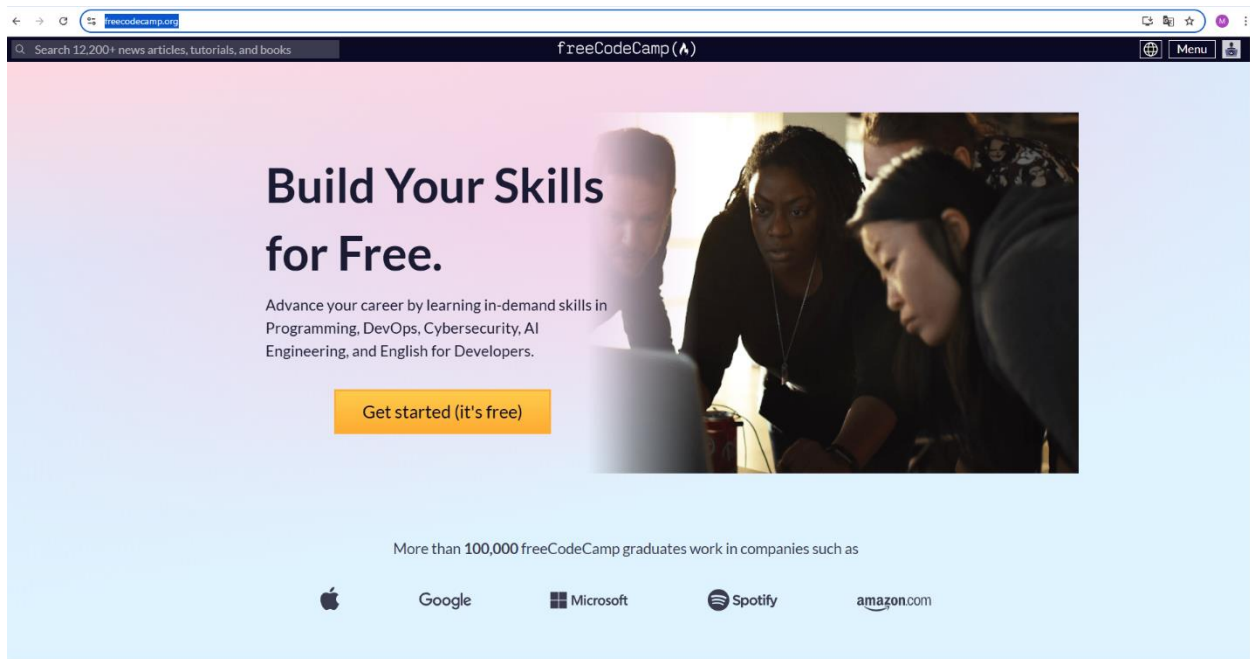 freecodecamp.org
M
Search 12,200+ news articles, tutorials, and books
freeCodeCamp
Menu
Build Your Skills
for Free.
Advance your career by learning in-demand skills in
Programming, DevOps, Cybersecurity, AI
Engineering, and English for Developers.
Get started (it's free)
More than 100,000 freeCodeCamp graduates work in companies such as
Google
Microsoft
Spotify
amazon.com